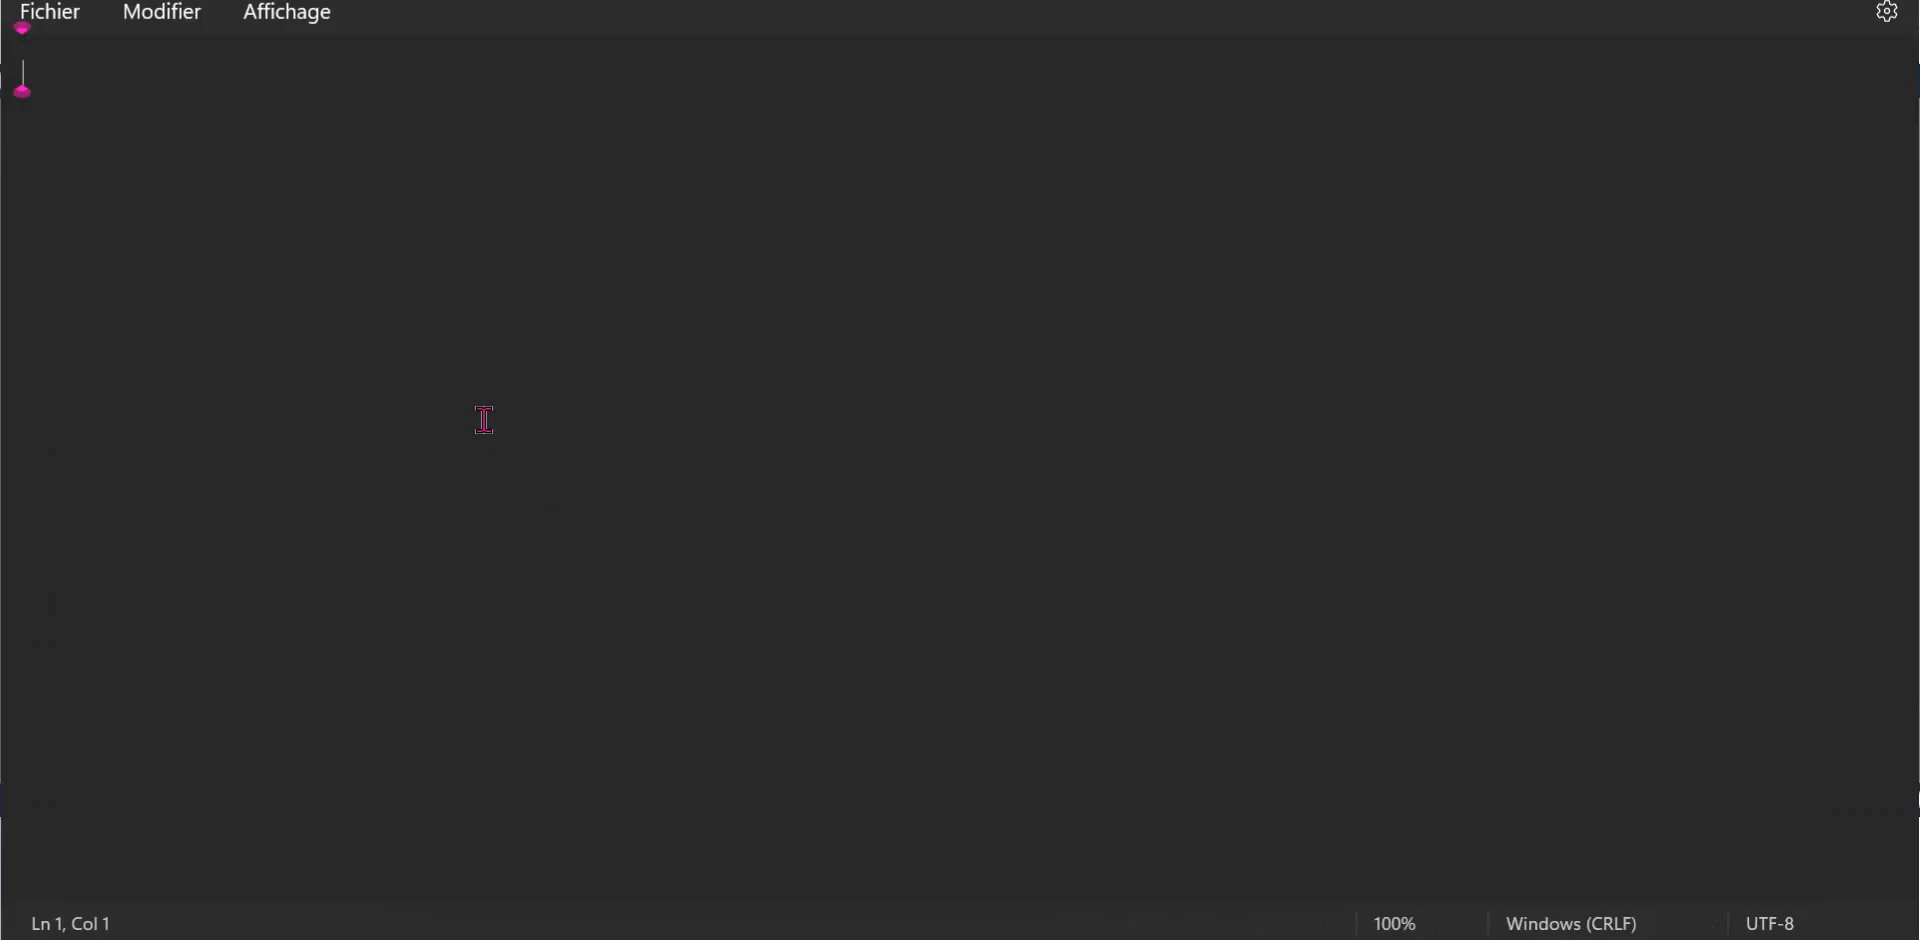 Fichier Modifier Affichage
Ln 1, Col 1 100% Windows (CRLF) UTF-8